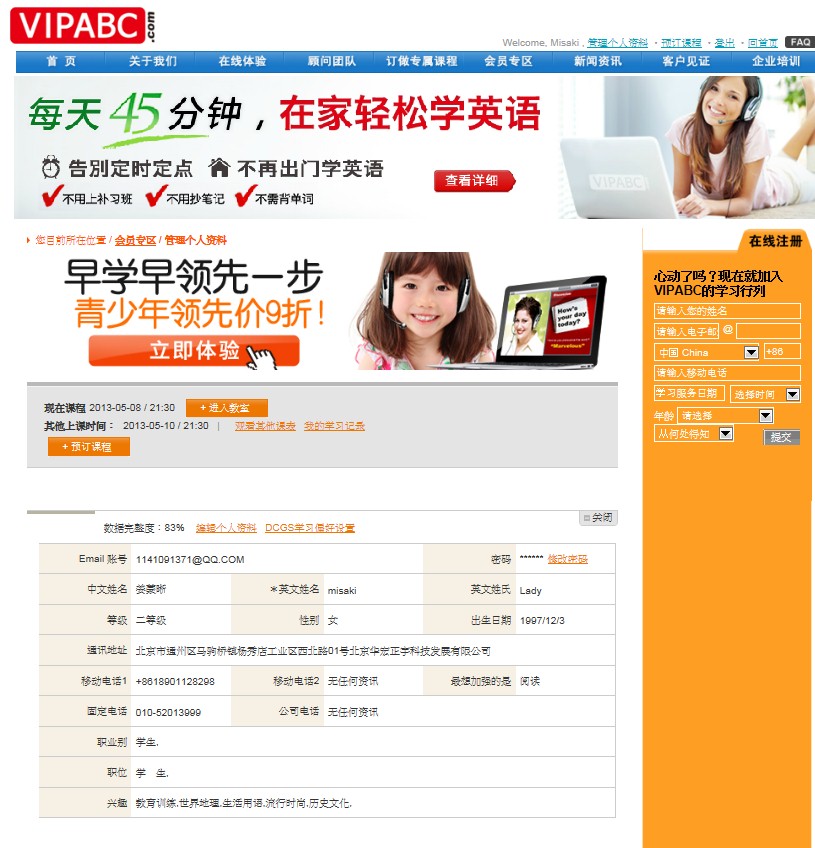 VIPABC.com
Welcome, Misaki , 管理个人资料 · 预订课程 · 登出 · 回首页 FAQ
首 页 关于我们 在线体验 顾问团队 订做专属课程 会员专区 新闻资讯 客户见证 企业培训
每天45分钟，在家轻松学英语
告别定时定点 不再出门学英语
查看详细
不用上补习班 不用抄笔记 不需背单词
VIPABC
您目前所在位置 / 会员专区 / 管理个人资料
早学早领先一步
青少年领先价9折！
立即体验
How's your day today?
"Marvelous"
现在课程 2013-05-08 / 21:30 + 进入教室
其他上课时间： 2013-05-10 / 21:30 | 观看其他课表 我的学习记录
+ 预订课程
关闭
数据完整度：83% 编辑个人资料 DCGS学习偏好设置
Email 账号 1141091371@QQ.COM 密码 ****** 修改密码
中文姓名 娄蒙晰 *英文姓名 misaki 英文姓氏 Lady
等级 二等级 性别 女 出生日期 1997/12/3
通讯地址 北京市通州区马驹桥镇杨秀店工业区西北路01号北京华宏正宇科技发展有限公司
移动电话1 +8618901128298 移动电话2 无任何资讯 最想加强的是 阅读
固定电话 010-52013999 公司电话 无任何资讯
职业别 学生,
职位 学 生,
兴趣 教育训练,世界地理,生活用语,流行时尚,历史文化,
在线注册
心动了吗？现在就加入
VIPABC的学习行列
请输入您的姓名
请输入电子邮 @
中国 China +86
请输入移动电话
学习服务日期 选择时间
年龄 请选择
从何处得知 提交